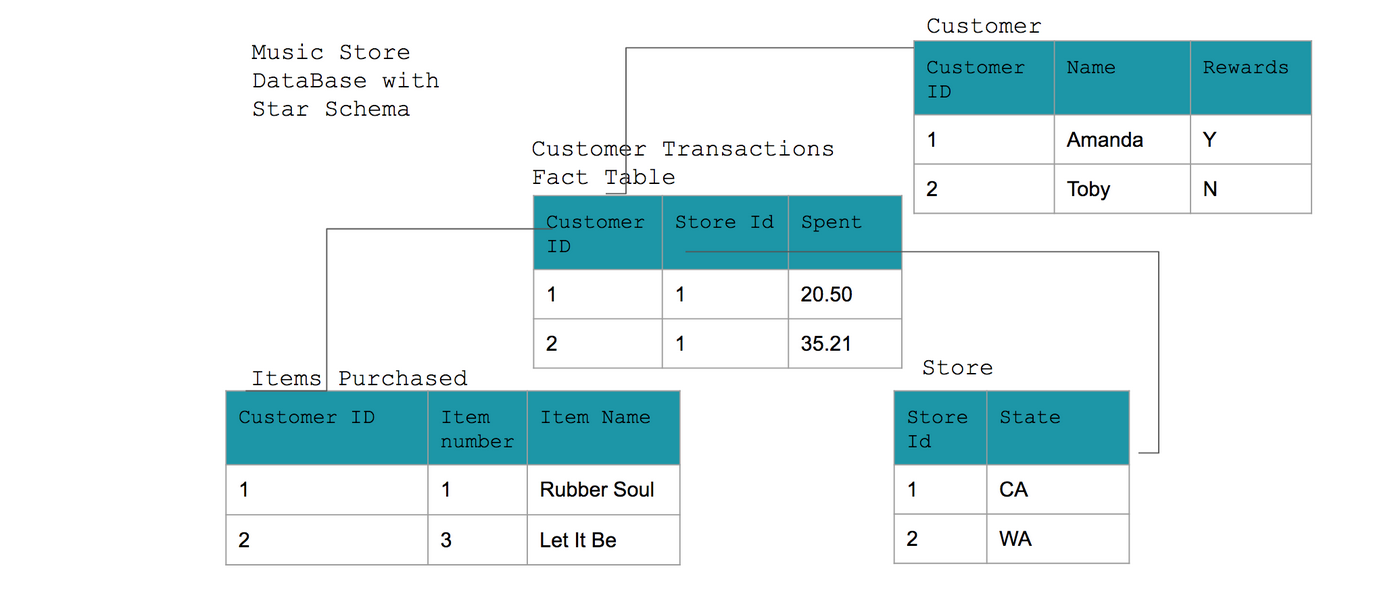 Music Store
DataBase with
Star Schema
Customer
Customer ID Name Rewards
1 Amanda Y
2 Toby N
Customer Transactions
Fact Table
Customer ID Store Id Spent
1 1 20.50
2 1 35.21
Items Purchased
Customer ID Item number Item Name
1 1 Rubber Soul
2 3 Let It Be
Store
Store Id State
1 CA
2 WA